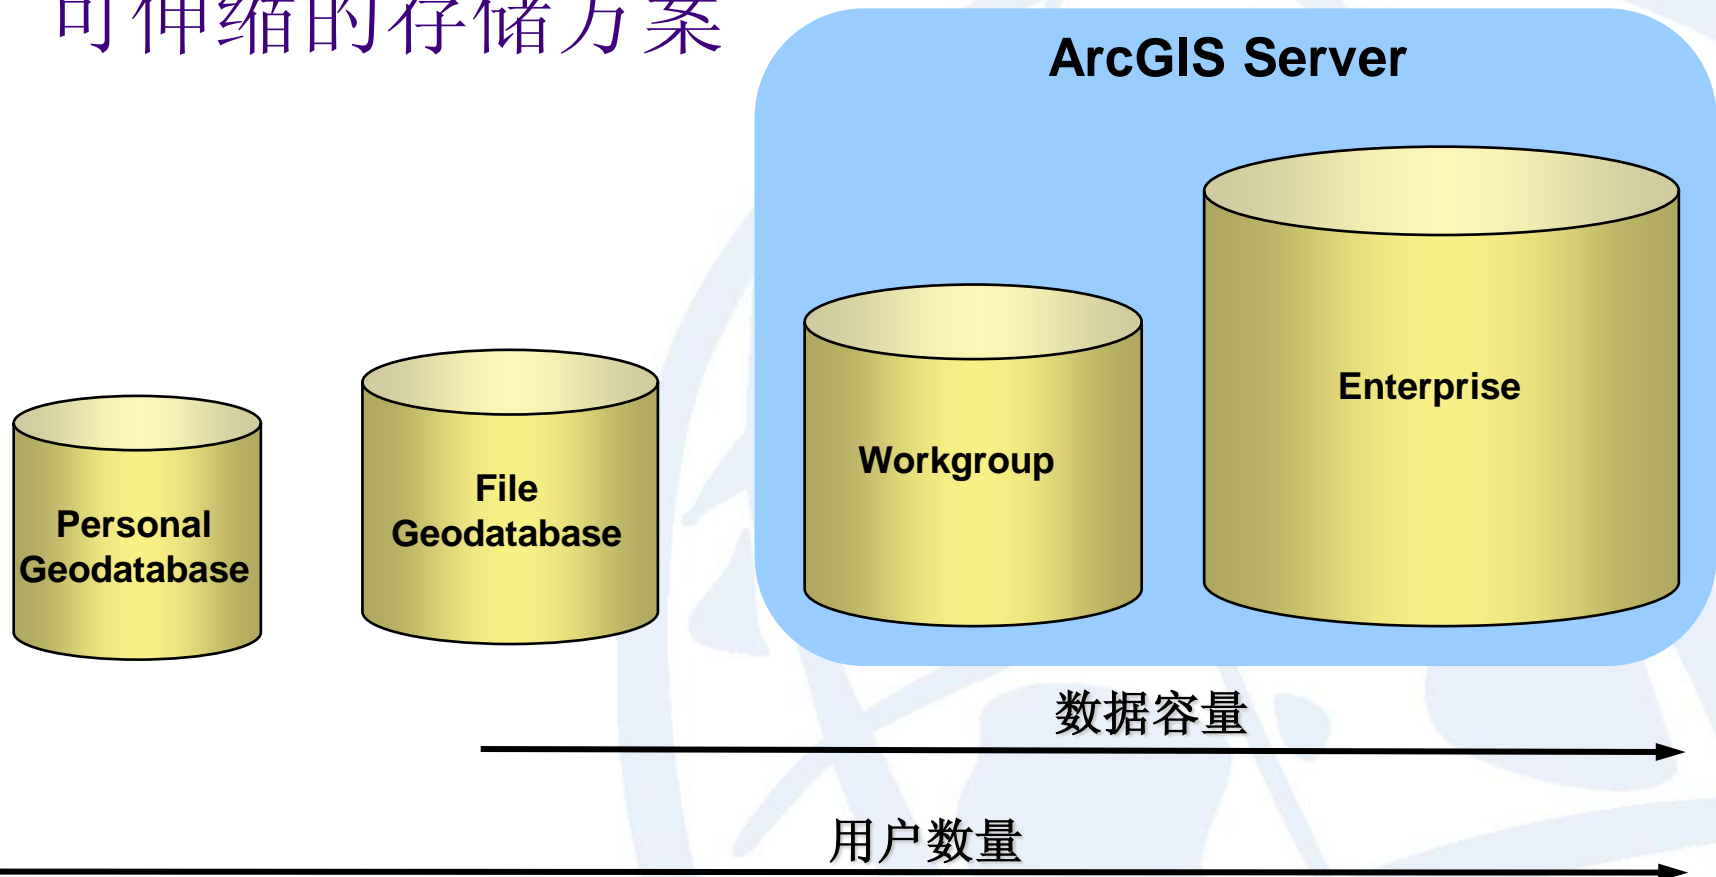 可伸缩的存储方案
ArcGIS Server
Enterprise
Workgroup
File
Geodatabase
Personal
Geodatabase
数据容量
用户数量